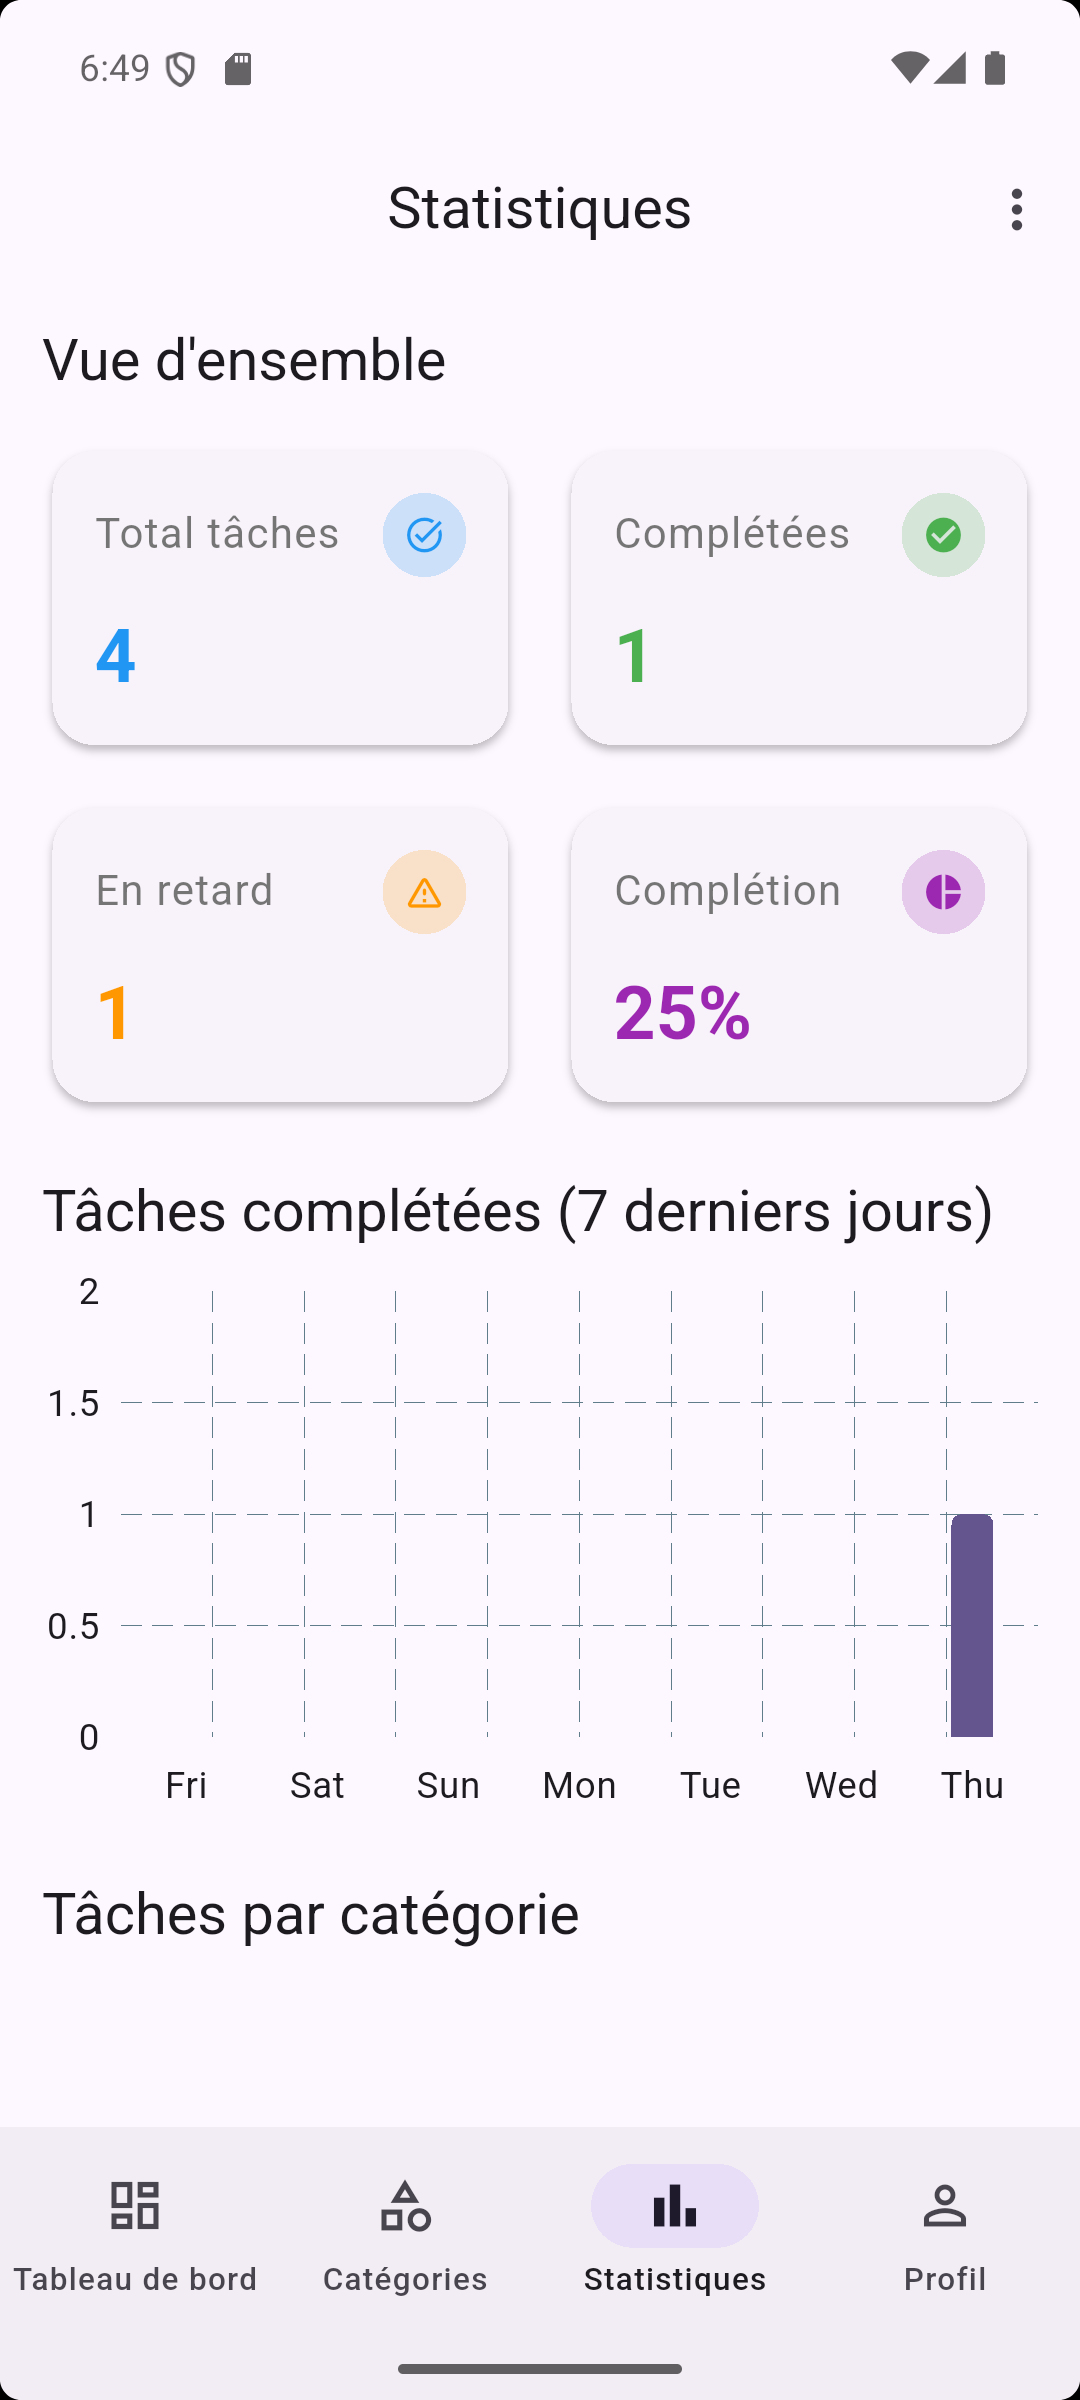 6:49
Statistiques
Vue d'ensemble
Total tâches
Complétées
4
1
En retard
Complétion
1
25%
Tâches complétées (7 derniers jours)
2
1.5
1
0.5
0
Fri Sat Sun Mon Tue Wed Thu
Tâches par catégorie
Tableau de bord Catégories Statistiques Profil